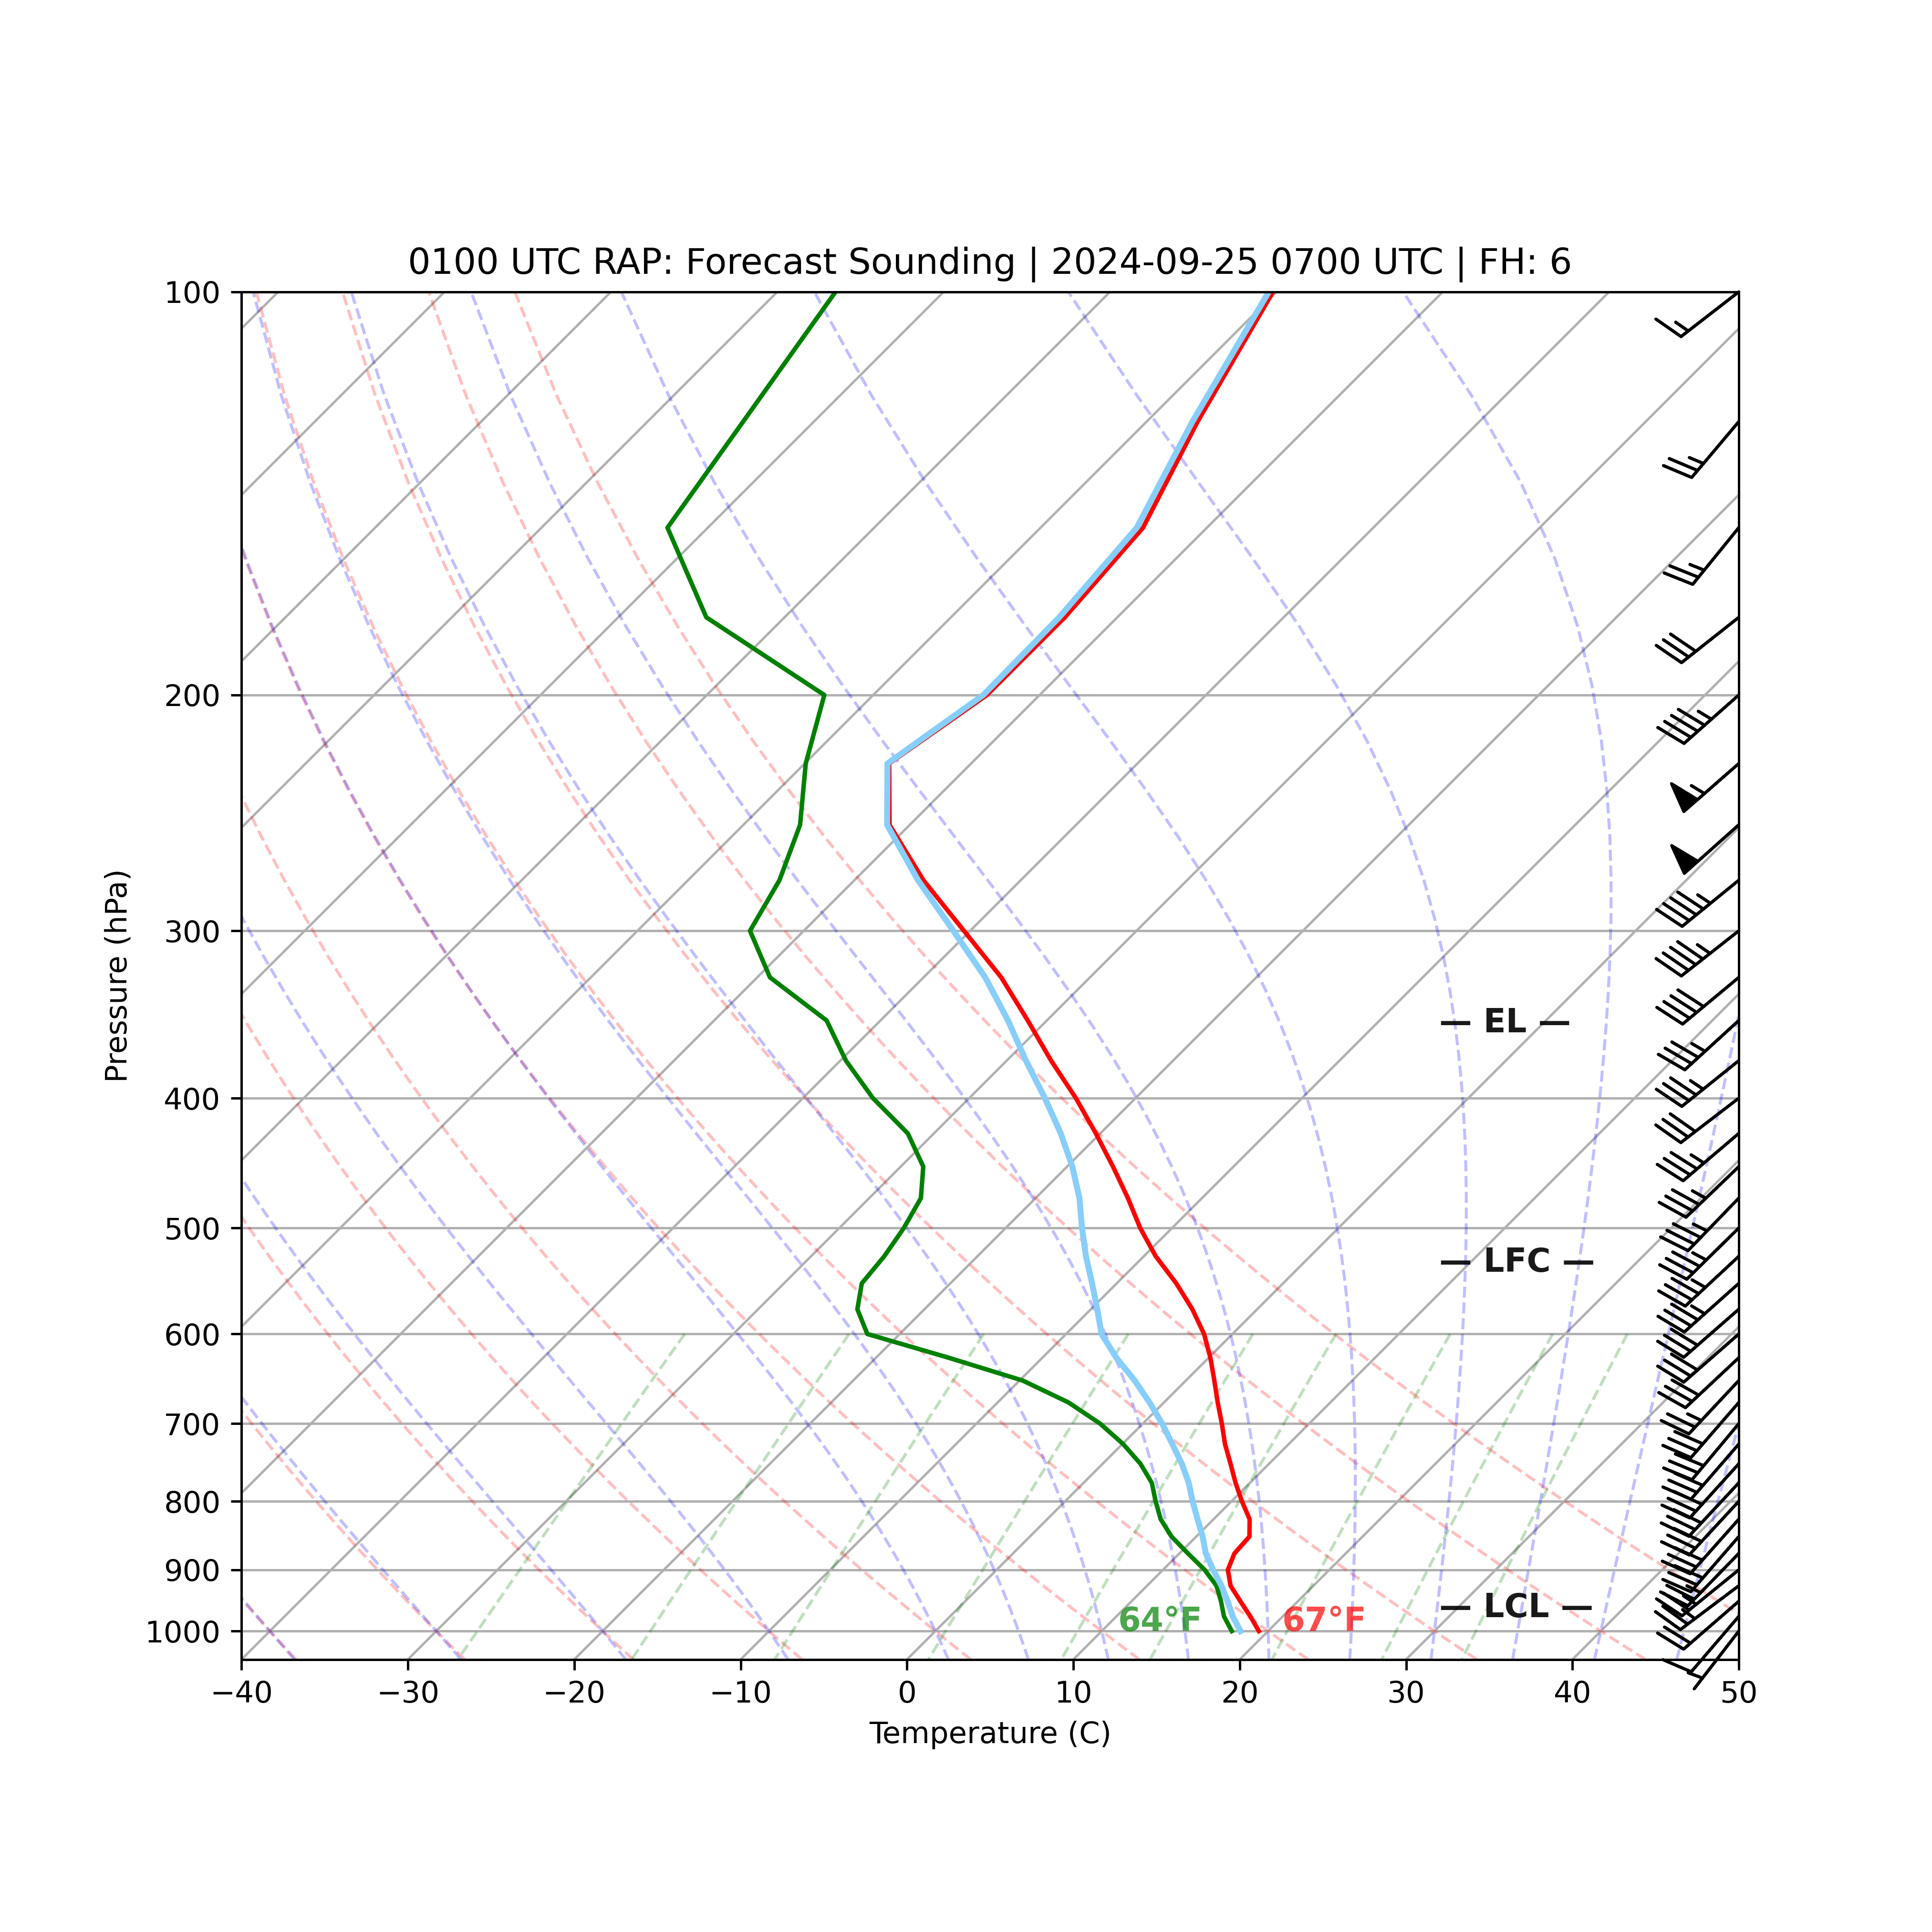 0100 UTC RAP: Forecast Sounding | 2024-09-25 0700 UTC | FH: 6
100
200
300
— EL —
400
500
— LFC —
600
700
800
900
— LCL —
64°F 67°F
1000
−40 −30 −20 −10 0 10 20 30 40 50
Temperature (C)
Pressure (hPa)